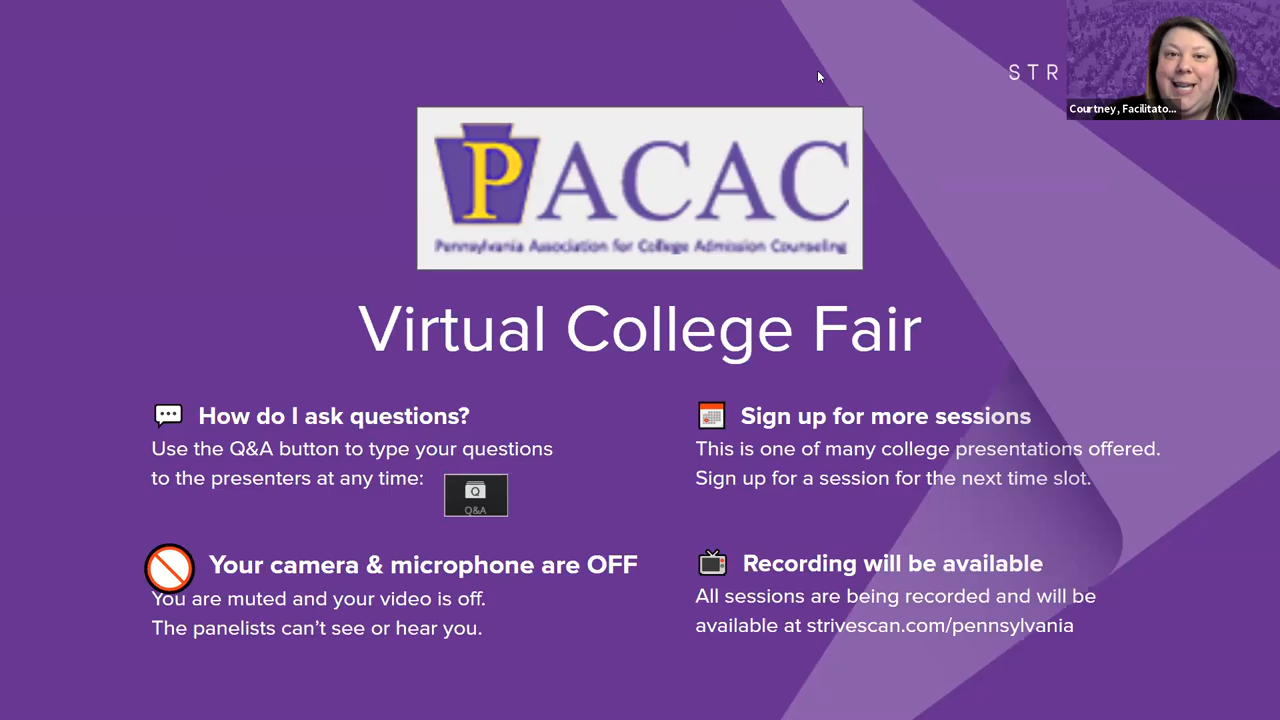 STR
Courtney, Facilitato...
PACAC
Pennsylvania Association for College Admission Counseling
Virtual College Fair
How do I ask questions?
Use the Q&A button to type your questions
to the presenters at any time:
Q
Q&A
Sign up for more sessions
This is one of many college presentations offered.
Sign up for a session for the next time slot.
Your camera & microphone are OFF
You are muted and your video is off.
The panelists can't see or hear you.
Recording will be available
All sessions are being recorded and will be
available at strivescan.com/pennsylvania